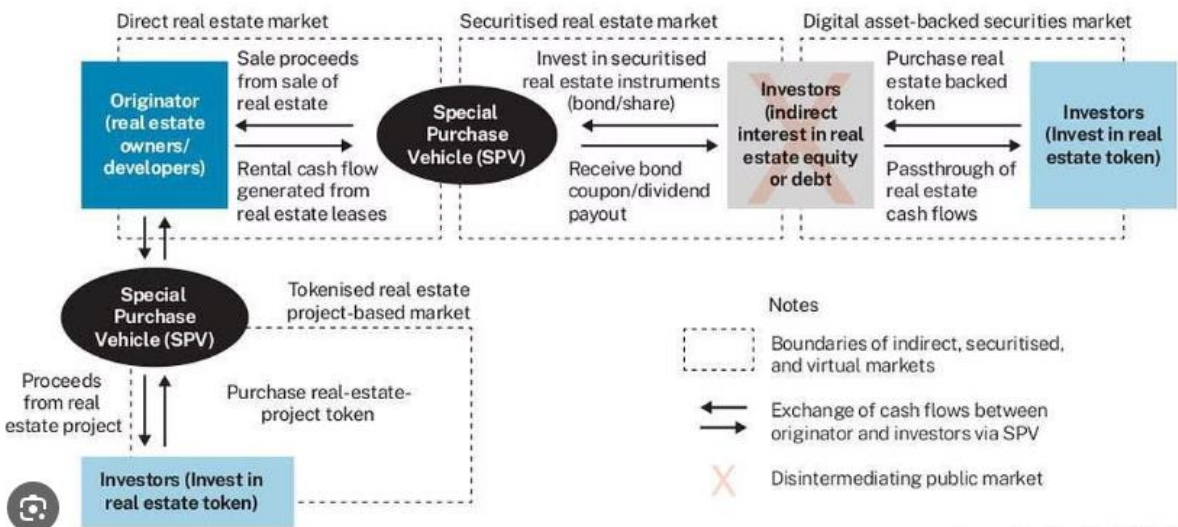 Direct real estate market
Securitised real estate market
Digital asset-backed securities market
Originator
(real estate
owners/
developers)
Sale proceeds
from sale of
real estate
Rental cash flow
generated from
real estate leases
Special
Purchase
Vehicle (SPV)
Invest in securitised
real estate instruments
(bond/share)
Receive bond
coupon/dividend
payout
Investors
(indirect
interest in real
estate equity
or debt
Purchase real
estate backed
token
Passthrough of
real estate
cash flows
Investors
(Invest in real
estate token)
Special
Purchase
Vehicle (SPV)
Tokenised real estate
project-based market
Proceeds
from real
estate project
Purchase real-estate-
project token
Investors (Invest in
real estate token)
Notes
Boundaries of indirect, securitised,
and virtual markets
Exchange of cash flows between
originator and investors via SPV
X
Disintermediating public market